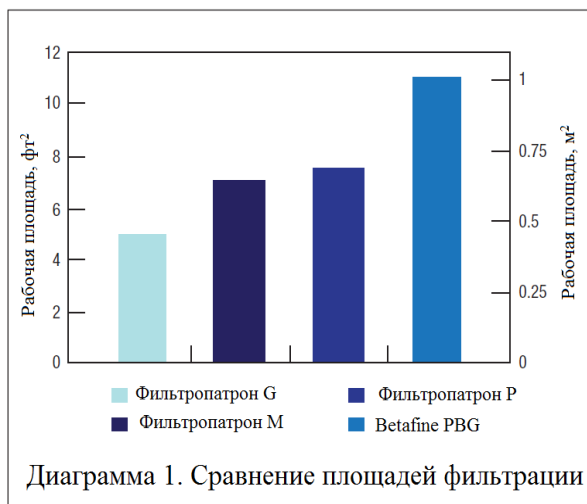 Рабочая площадь, фт²
12
10
8
6
4
2
0
1
0.75
0.5
0.25
0
Рабочая площадь, м²
Фильтропатрон G
Фильтропатрон P
Фильтропатрон M
Betafine PBG
Диаграмма 1. Сравнение площадей фильтрации